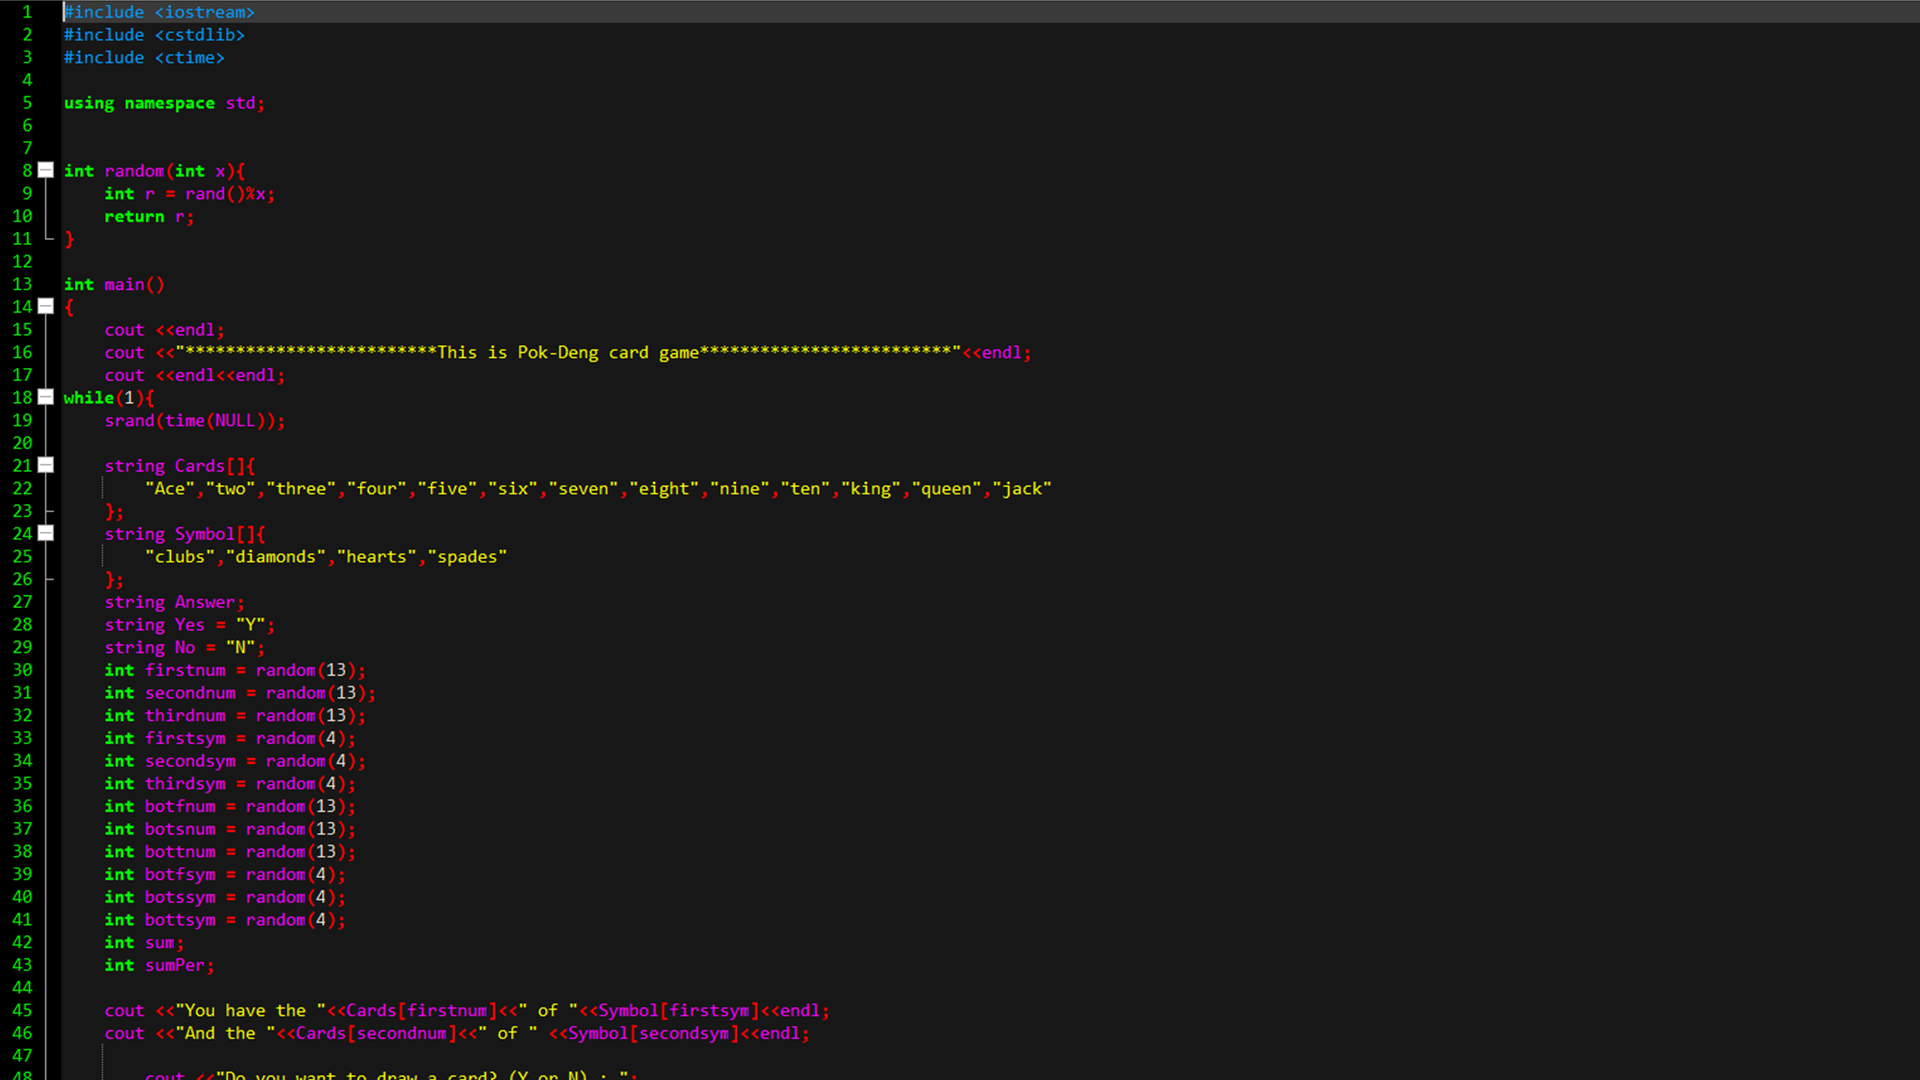 1 #include <iostream>
2 #include <cstdlib>
3 #include <ctime>
4
5 using namespace std;
6
7
8 int random(int x){
9     int r = rand()%x;
10     return r;
11 }
12
13 int main()
14 {
15     cout <<endl;
16     cout <<"*************************This is Pok-Deng card game*************************"<<endl;
17     cout <<endl<<endl;
18 while(1){
19     srand(time(NULL));
20
21     string Cards[]{
22         "Ace","two","three","four","five","six","seven","eight","nine","ten","king","queen","jack"
23     };
24     string Symbol[]{
25         "clubs","diamonds","hearts","spades"
26     };
27     string Answer;
28     string Yes = "Y";
29     string No = "N";
30     int firstnum = random(13);
31     int secondnum = random(13);
32     int thirdnum = random(13);
33     int firstsym = random(4);
34     int secondsym = random(4);
35     int thirdsym = random(4);
36     int botfnum = random(13);
37     int botsnum = random(13);
38     int bottnum = random(13);
39     int botfsym = random(4);
40     int botssym = random(4);
41     int bottsym = random(4);
42     int sum;
43     int sumPer;
44
45     cout <<"You have the "<<Cards[firstnum]<<" of "<<Symbol[firstsym]<<endl;
46     cout <<"And the "<<Cards[secondnum]<<" of " <<Symbol[secondsym]<<endl;
47
48         cout <<"Do you want to draw a card? (Y or N) : ";